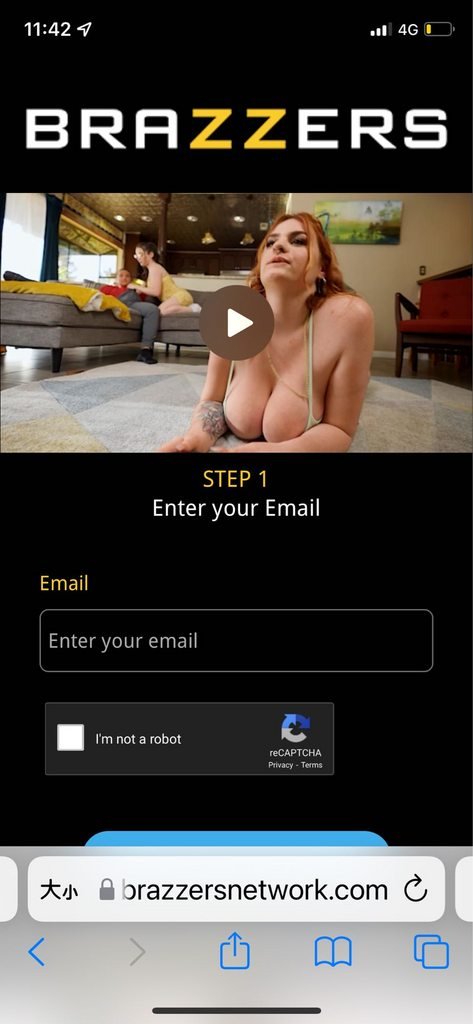 11:42
4G
BRAZZERS
STEP 1
Enter your Email
Email
Enter your email
I'm not a robot
reCAPTCHA
Privacy - Terms
大小 brazzersnetwork.com